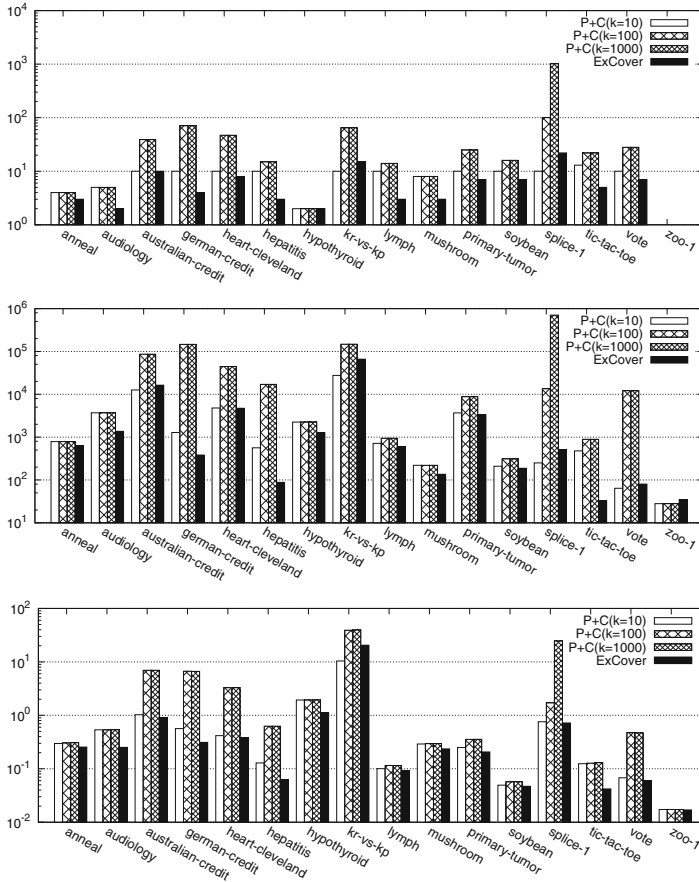 10^4
10^3
10^2
10^1
10^0
P+C(k=10)
P+C(k=100)
P+C(k=1000)
ExCover
anneal
audiology
australian-credit
german-credit
heart-cleveland
hepatitis
hypothyroid
kr-vs-kp
lymph
mushroom
primary-tumor
soybean
splice-1
tic-tac-toe
vote
zoo-1
10^6
10^5
10^4
10^3
10^2
10^1
P+C(k=10)
P+C(k=100)
P+C(k=1000)
ExCover
anneal
audiology
australian-credit
german-credit
heart-cleveland
hepatitis
hypothyroid
kr-vs-kp
lymph
mushroom
primary-tumor
soybean
splice-1
tic-tac-toe
vote
zoo-1
10^2
10^1
10^0
10^-1
10^-2
P+C(k=10)
P+C(k=100)
P+C(k=1000)
ExCover
anneal
audiology
australian-credit
german-credit
heart-cleveland
hepatitis
hypothyroid
kr-vs-kp
lymph
mushroom
primary-tumor
soybean
splice-1
tic-tac-toe
vote
zoo-1